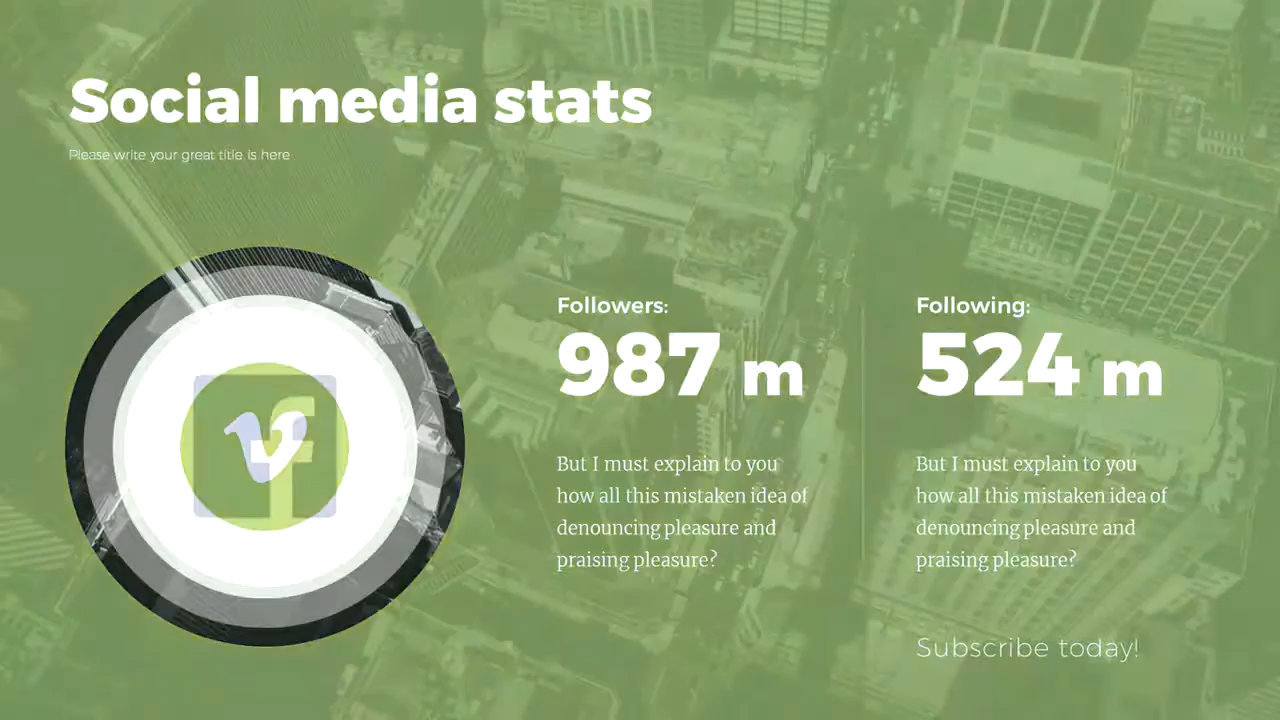 Social media stats
Please write your great title is here
Followers:
987 m
But I must explain to you
how all this mistaken idea of
denouncing pleasure and
praising pleasure?
Following:
524 m
But I must explain to you
how all this mistaken idea of
denouncing pleasure and
praising pleasure?
Subscribe today!